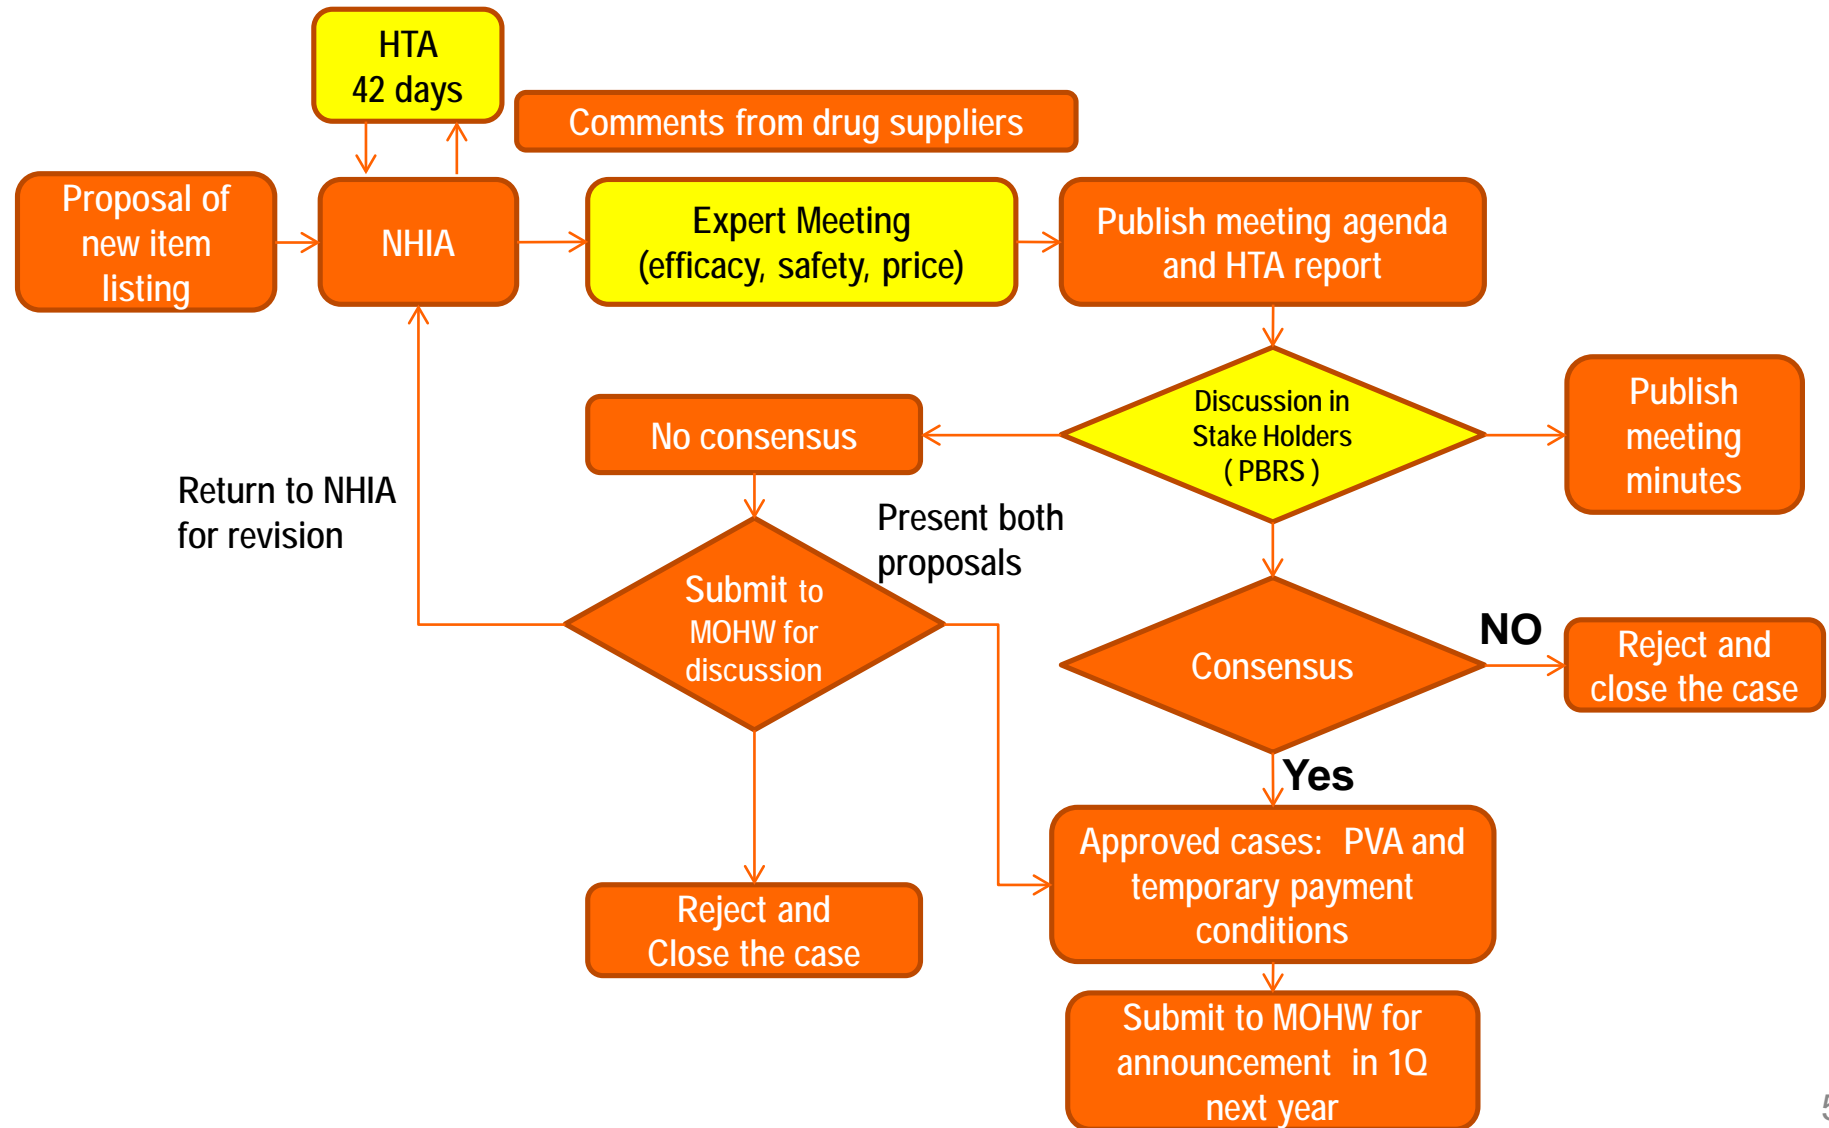 HTA
42 days
Comments from drug suppliers
Proposal of
new item
listing
NHIA
Expert Meeting
(efficacy, safety, price)
Publish meeting agenda
and HTA report
Discussion in
Stake Holders
( PBRS )
Publish
meeting
minutes
No consensus
Return to NHIA
for revision
Present both
proposals
Submit to
MOHW for
discussion
Consensus
NO
Reject and
close the case
Yes
Approved cases: PVA and
temporary payment
conditions
Reject and
Close the case
Submit to MOHW for
announcement in 1Q
next year
5